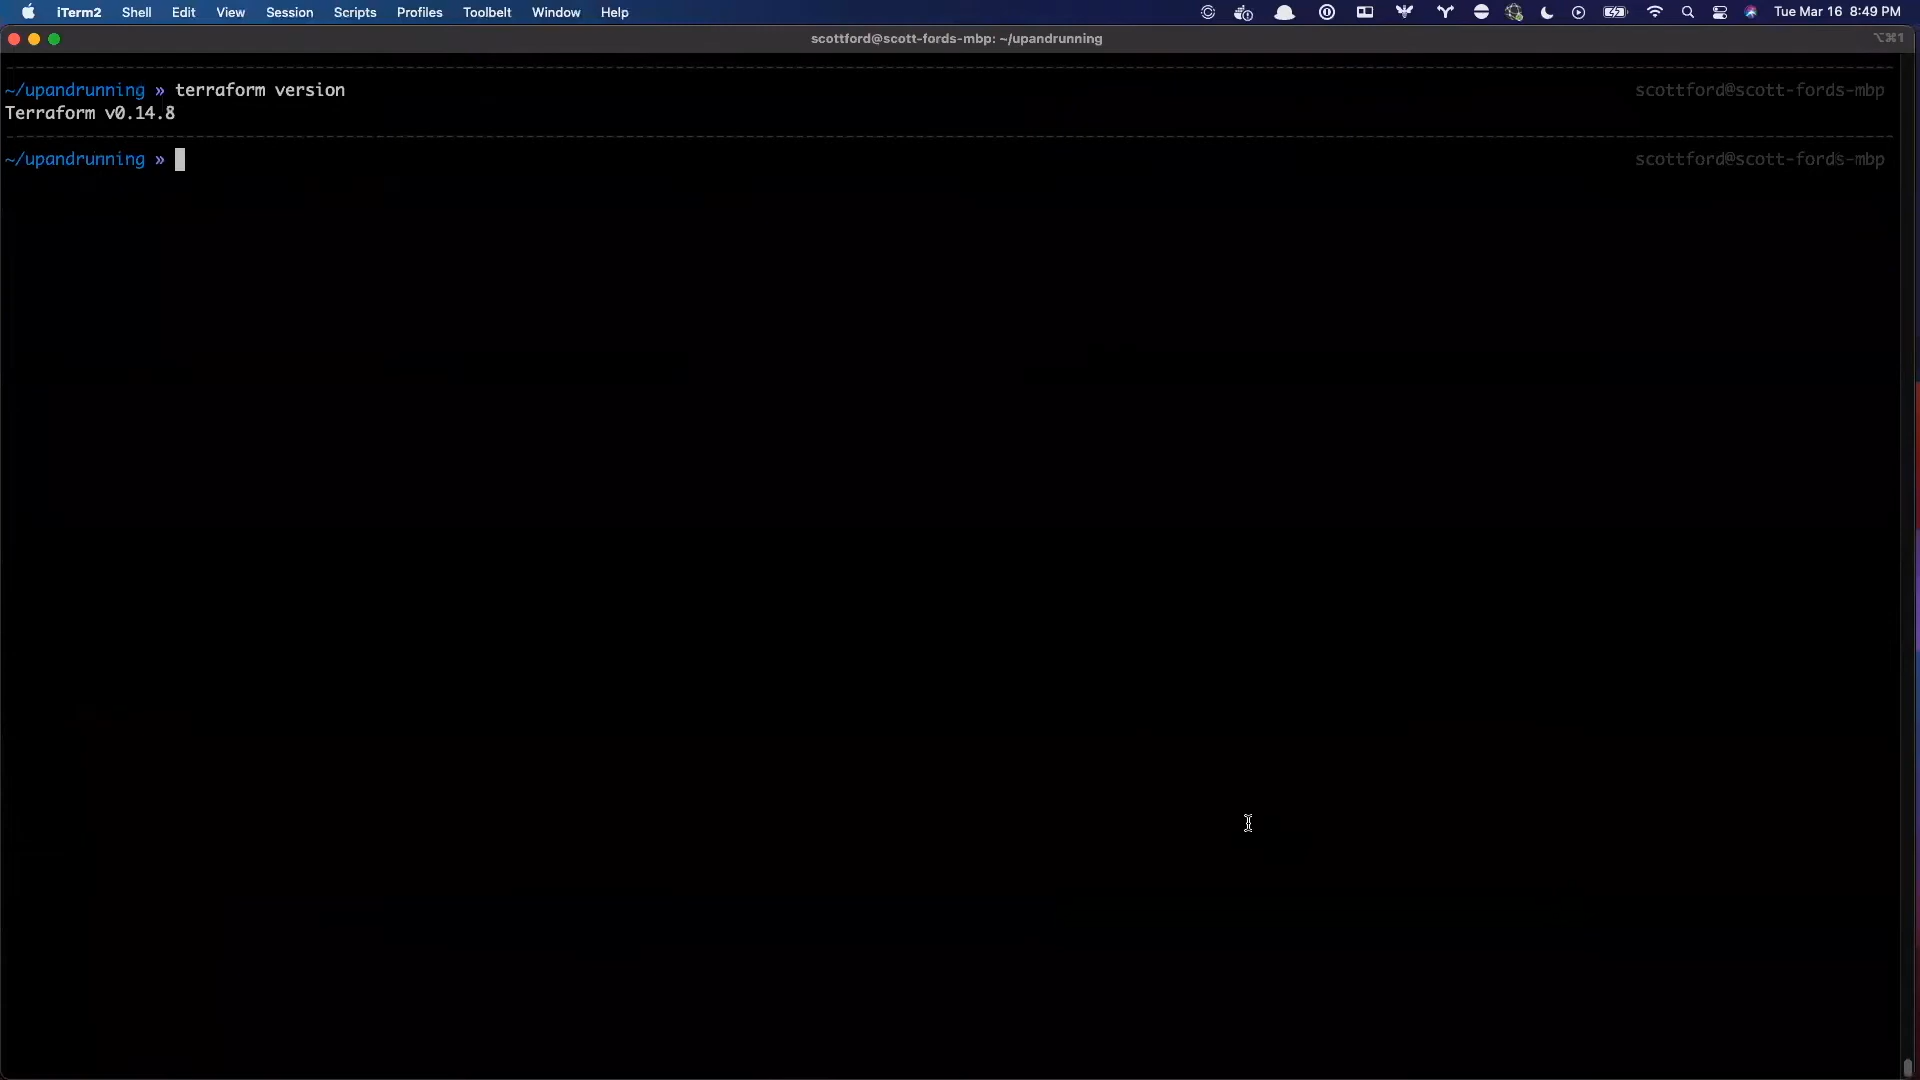 iTerm2 Shell Edit View Session Scripts Profiles Toolbelt Window Help Tue Mar 16 8:49 PM
scottford@scott-fords-mbp: ~/upandrunning ⌥⌘1
~/upandrunning » terraform version scottford@scott-fords-mbp
Terraform v0.14.8
~/upandrunning » scottford@scott-fords-mbp